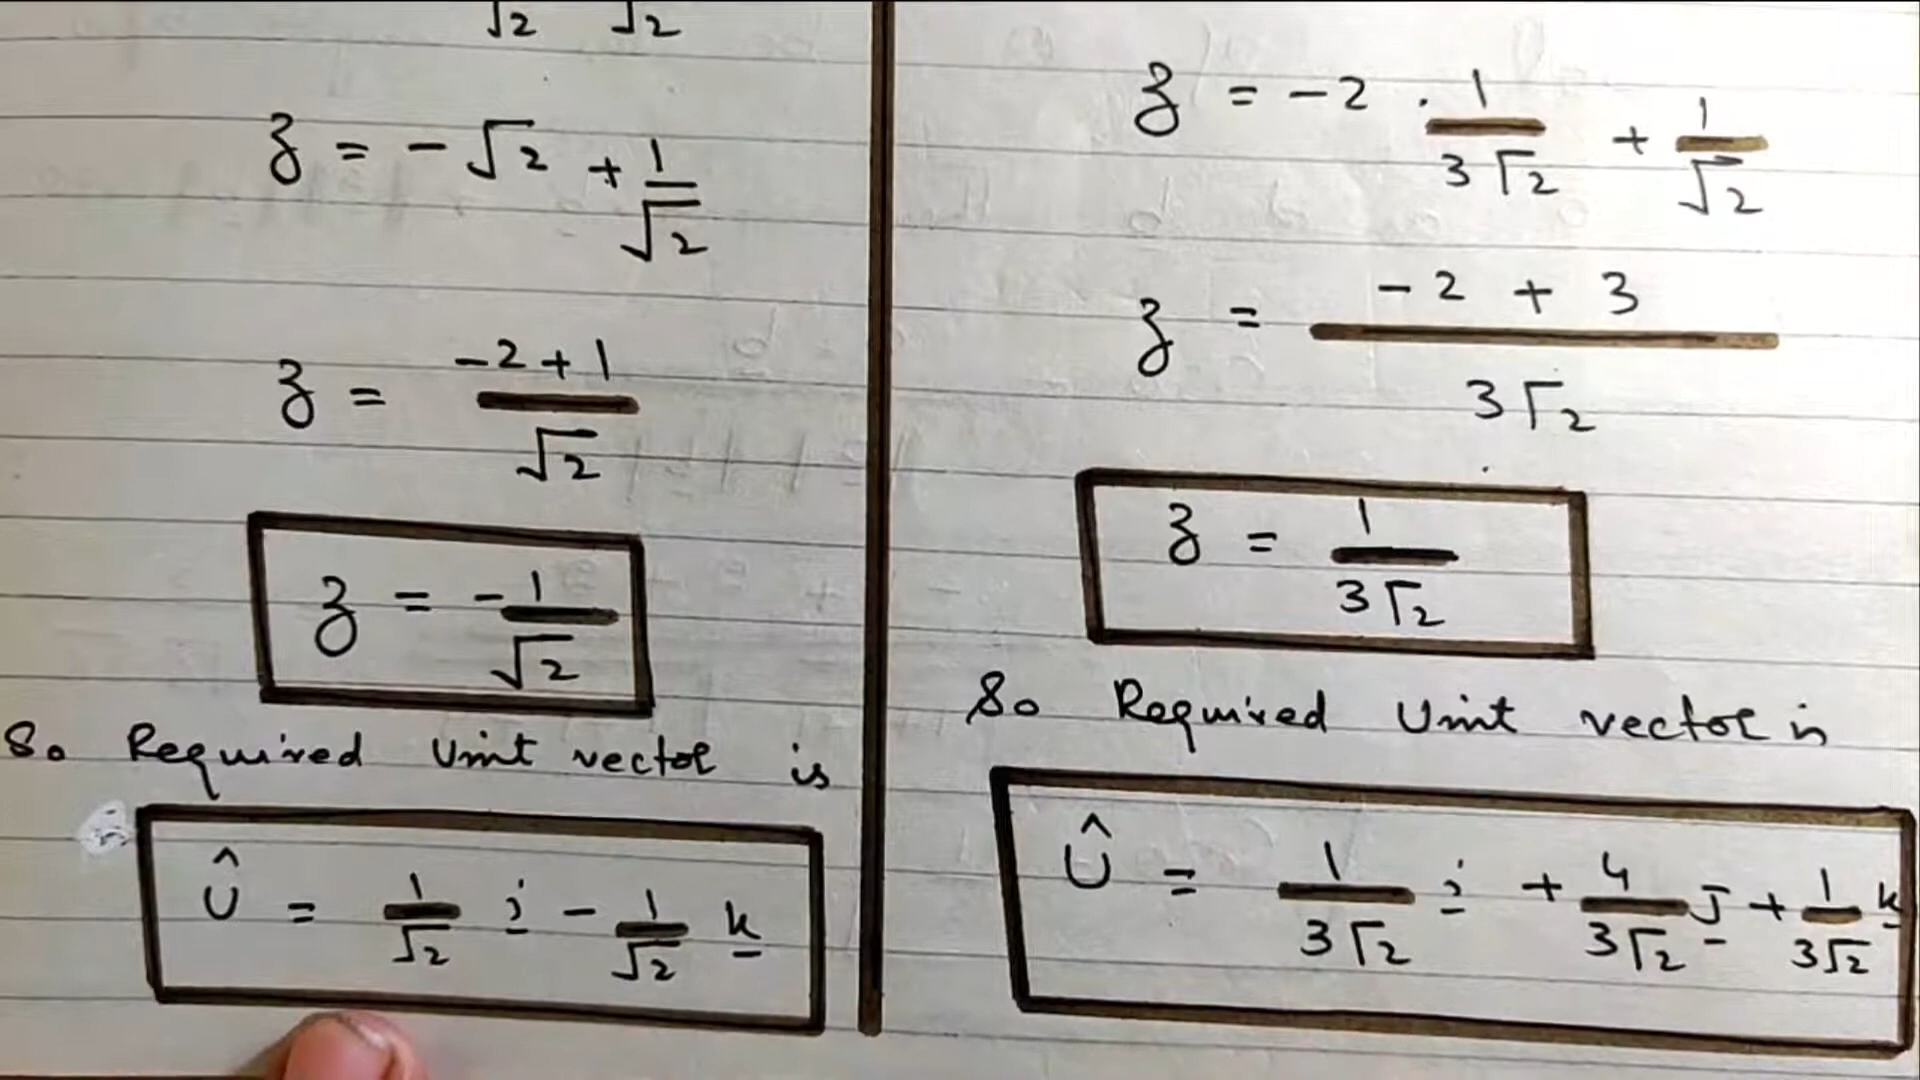 √2 √2
z = -√2 + 1/√2
z = (-2+1)/√2
z = -1/√2
So Required Unit vector is
Û = 1/√2 i - 1/√2 k
z = -2 . 1/3√2 + 1/√2
z = (-2 + 3)/3√2
z = 1/3√2
So Required Unit vector is
Û = 1/3√2 i + 4/3√2 J + 1/3√2 k